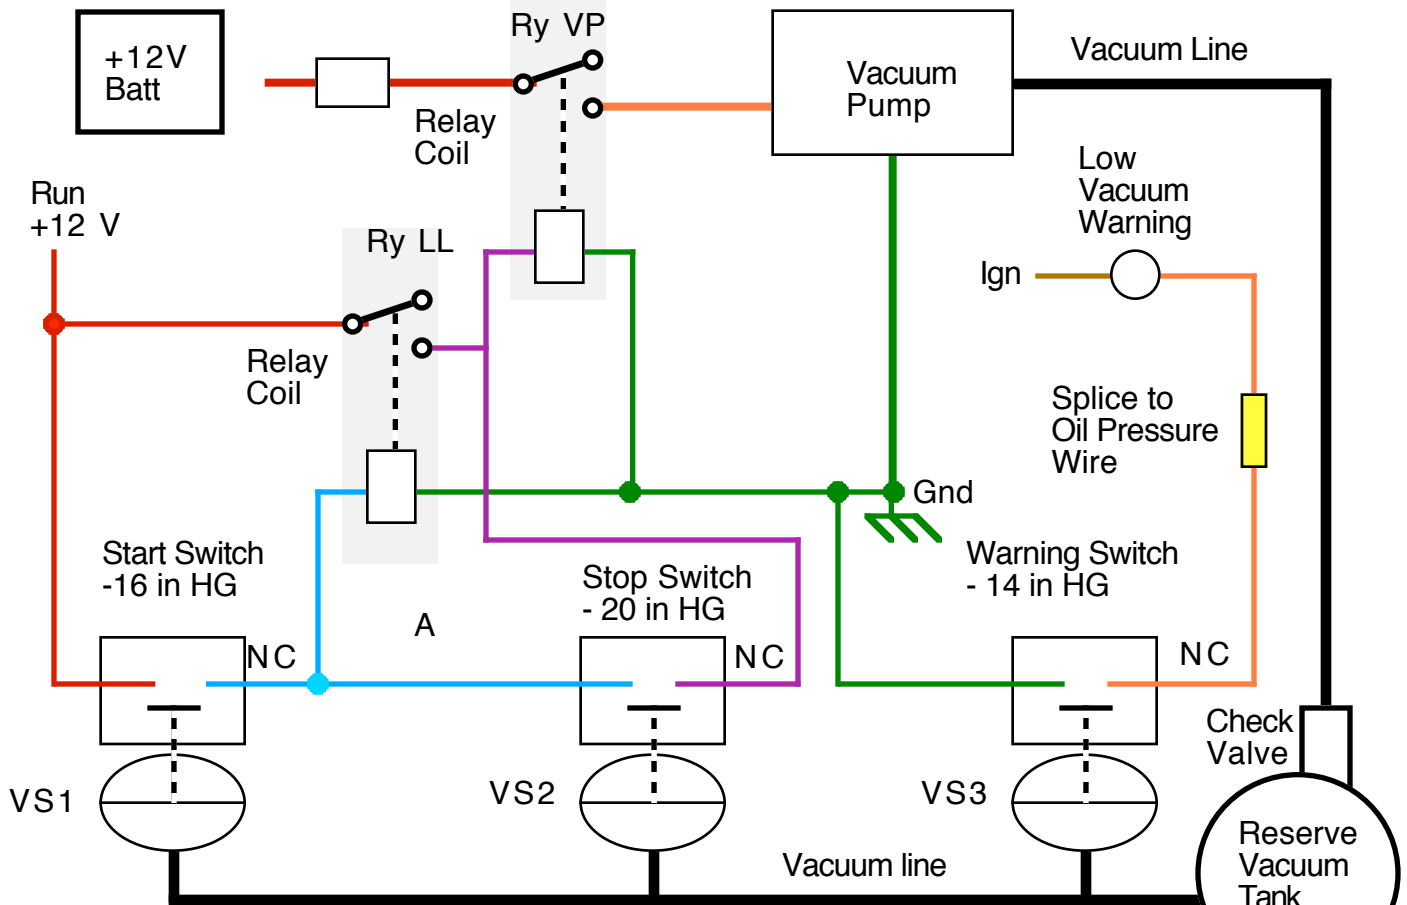 +12V
Batt
Ry VP
Relay
Coil
Vacuum
Pump
Vacuum Line
Low
Vacuum
Warning
Run
+12 V
Ry LL
Ign
Relay
Coil
Splice to
Oil Pressure
Wire
Gnd
Start Switch
-16 in HG
Stop Switch
- 20 in HG
Warning Switch
- 14 in HG
A
NC
NC
NC
Check
Valve
VS1
VS2
VS3
Vacuum line
Reserve
Vacuum
Tank